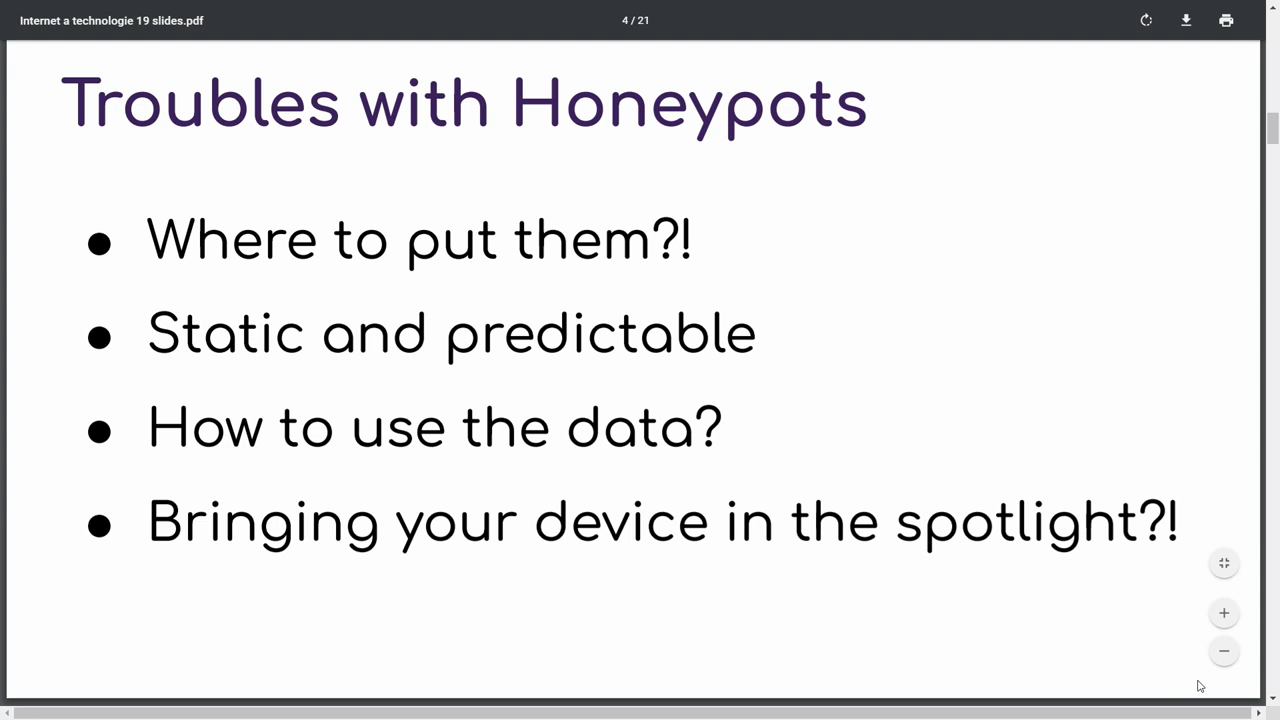 Internet a technologie 19 slides.pdf
4 / 21
Troubles with Honeypots
● Where to put them?!
● Static and predictable
● How to use the data?
● Bringing your device in the spotlight?!